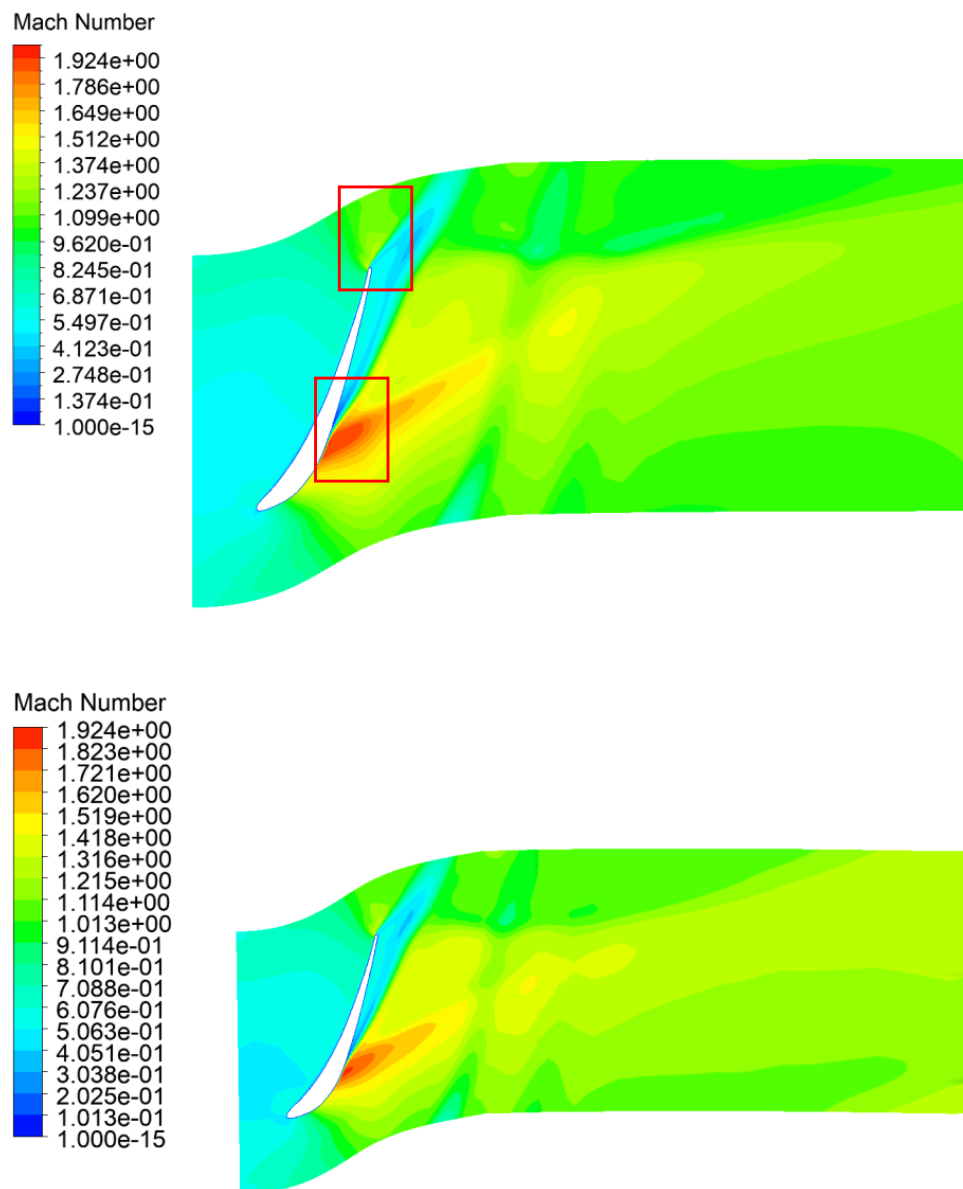 Mach Number
1.924e+00
1.786e+00
1.649e+00
1.512e+00
1.374e+00
1.237e+00
1.099e+00
9.620e-01
8.245e-01
6.871e-01
5.497e-01
4.123e-01
2.748e-01
1.374e-01
1.000e-15
Mach Number
1.924e+00
1.823e+00
1.721e+00
1.620e+00
1.519e+00
1.418e+00
1.316e+00
1.215e+00
1.114e+00
1.013e+00
9.114e-01
8.101e-01
7.088e-01
6.076e-01
5.063e-01
4.051e-01
3.038e-01
2.025e-01
1.013e-01
1.000e-15